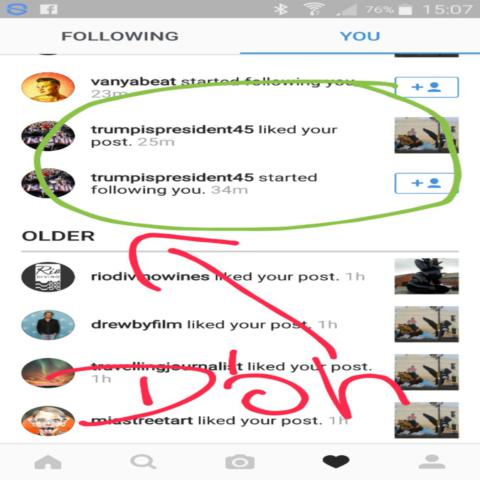 76% 15:07
FOLLOWING YOU
vanyabeat started following you.
23m
trumpispresident45 liked your
post. 25m
trumpispresident45 started
following you. 34m
OLDER
riodivinowines liked your post. 1h
drewbyfilm liked your post. 1h
travellingjournalist liked your post.
1h
D'oh
miastreetart liked your post. 1h